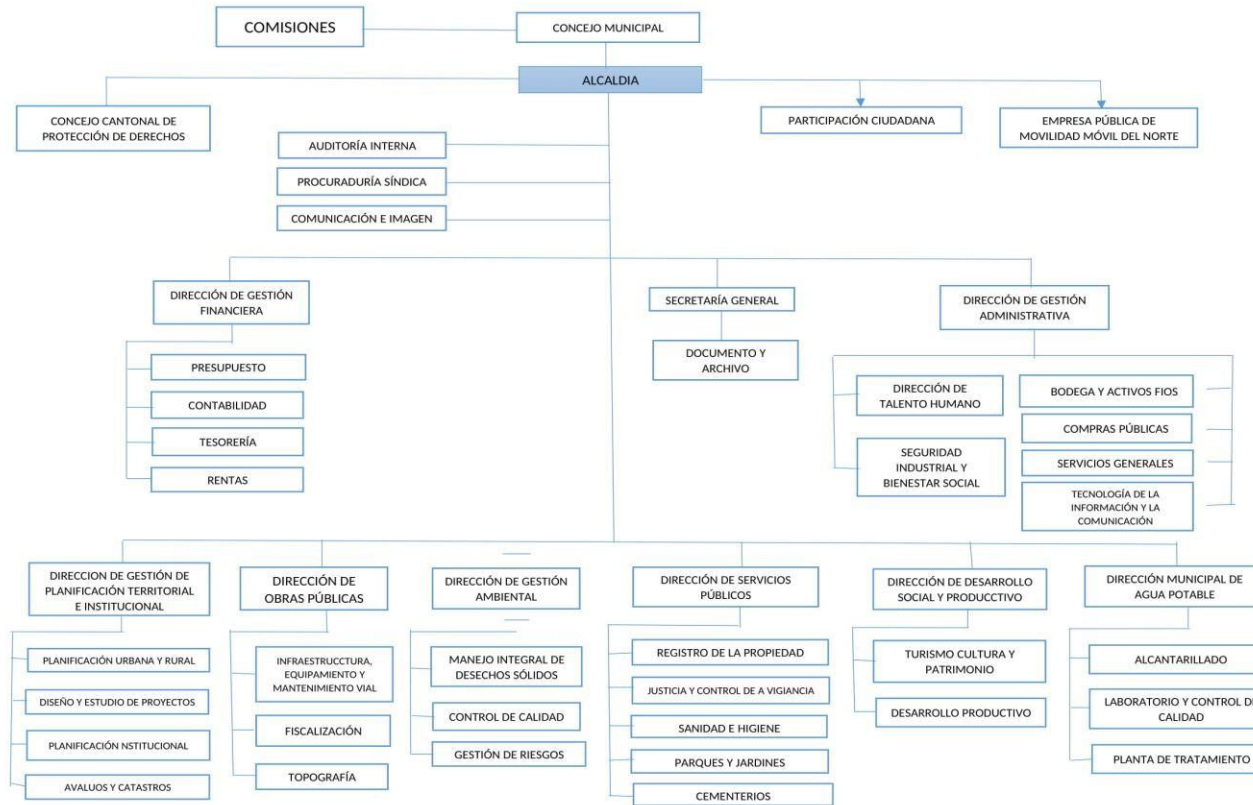 COMISIONES
CONCEJO MUNICIPAL
ALCALDIA
CONCEJO CANTONAL DE
PROTECCIÓN DE DERECHOS
PARTICIPACIÓN CIUDADANA
EMPRESA PÚBLICA DE
MOVILIDAD MÓVIL DEL NORTE
AUDITORÍA INTERNA
PROCURADURÍA SÍNDICA
COMUNICACIÓN E IMAGEN
DIRECCIÓN DE GESTIÓN
FINANCIERA
PRESUPUESTO
CONTABILIDAD
TESORERÍA
RENTAS
SECRETARÍA GENERAL
DOCUMENTO Y
ARCHIVO
DIRECCIÓN DE GESTIÓN
ADMINISTRATIVA
DIRECCIÓN DE
TALENTO HUMANO
SEGURIDAD
INDUSTRIAL Y
BIENESTAR SOCIAL
BODEGA Y ACTIVOS FIOS
COMPRAS PÚBLICAS
SERVICIOS GENERALES
TECNOLOGÍA DE LA
INFORMACIÓN Y LA
COMUNICACIÓN
DIRECCION DE GESTIÓN DE
PLANIFICACIÓN TERRITORIAL
E INSTITUCIONAL
PLANIFICACIÓN URBANA Y RURAL
DISEÑO Y ESTUDIO DE PROYECTOS
PLANIFICACIÓN NSTITUCIONAL
AVALUOS Y CATASTROS
DIRECCIÓN DE
OBRAS PÚBLICAS
INFRAESTRUCCTURA,
EQUIPAMIENTO Y
MANTENIMIENTO VIAL
FISCALIZACIÓN
TOPOGRAFÍA
DIRECCIÓN DE GESTIÓN
AMBIENTAL
MANEJO INTEGRAL DE
DESECHOS SÓLIDOS
CONTROL DE CALIDAD
GESTIÓN DE RIESGOS
DIRECCIÓN DE SERVICIOS
PÚBLICOS
REGISTRO DE LA PROPIEDAD
JUSTICIA Y CONTROL DE A VIGIANCIA
SANIDAD E HIGIENE
PARQUES Y JARDINES
CEMENTERIOS
DIRECCIÓN DE DESARROLLO
SOCIAL Y PRODUCCTIVO
TURISMO CULTURA Y
PATRIMONIO
DESARROLLO PRODUCTIVO
DIRECCIÓN MUNICIPAL DE
AGUA POTABLE
ALCANTARILLADO
LABORATORIO Y CONTROL DE
CALIDAD
PLANTA DE TRATAMIENTO